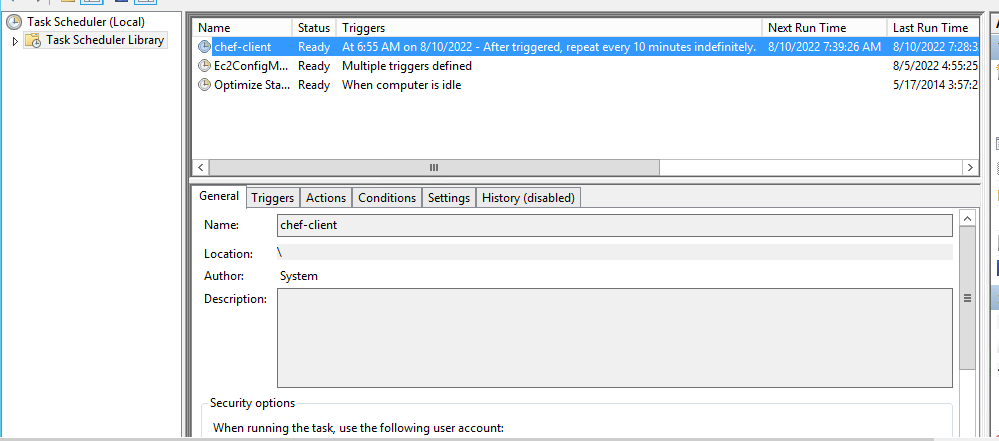 Task Scheduler (Local)
Task Scheduler Library
Name Status Triggers Next Run Time Last Run Time
chef-client Ready At 6:55 AM on 8/10/2022 - After triggered, repeat every 10 minutes indefinitely. 8/10/2022 7:39:26 AM 8/10/2022 7:28:3
Ec2ConfigM... Ready Multiple triggers defined 8/5/2022 4:55:25
Optimize Sta... Ready When computer is idle 5/17/2014 3:57:2
General Triggers Actions Conditions Settings History (disabled)
Name: chef-client
Location: \
Author: System
Description:
Security options
When running the task, use the following user account: